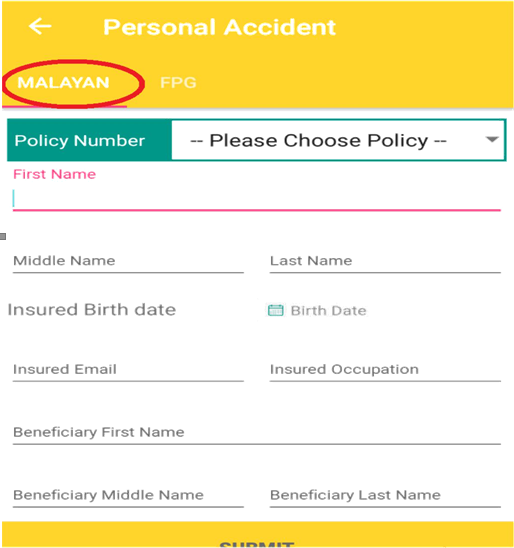 Personal Accident
MALAYAN FPG
Policy Number -- Please Choose Policy --
First Name
Middle Name Last Name
Insured Birth date Birth Date
Insured Email Insured Occupation
Beneficiary First Name
Beneficiary Middle Name Beneficiary Last Name
SUBMIT